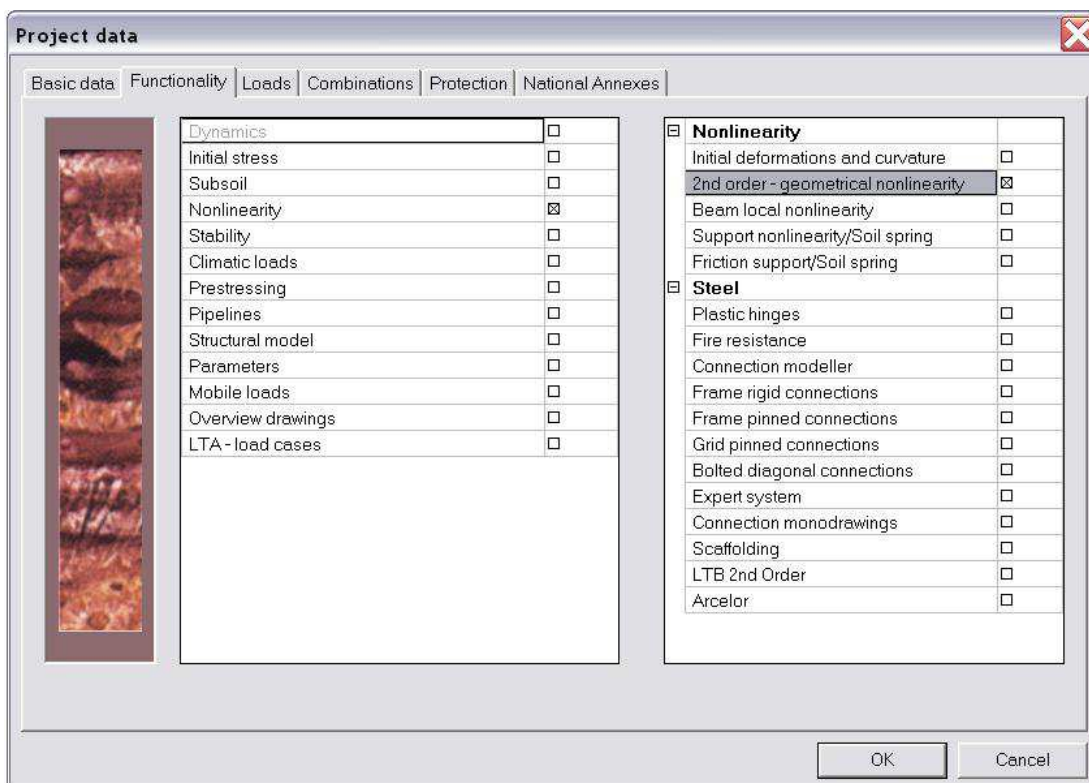 Project data
Basic data
Functionality
Loads
Combinations
Protection
National Annexes
Dynamics
Initial stress
Subsoil
Nonlinearity
Stability
Climatic loads
Prestressing
Pipelines
Structural model
Parameters
Mobile loads
Overview drawings
LTA - load cases
Nonlinearity
Initial deformations and curvature
2nd order - geometrical nonlinearity
Beam local nonlinearity
Support nonlinearity/Soil spring
Friction support/Soil spring
Steel
Plastic hinges
Fire resistance
Connection modeller
Frame rigid connections
Frame pinned connections
Grid pinned connections
Bolted diagonal connections
Expert system
Connection monodrawings
Scaffolding
LTB 2nd Order
Arcelor
OK
Cancel